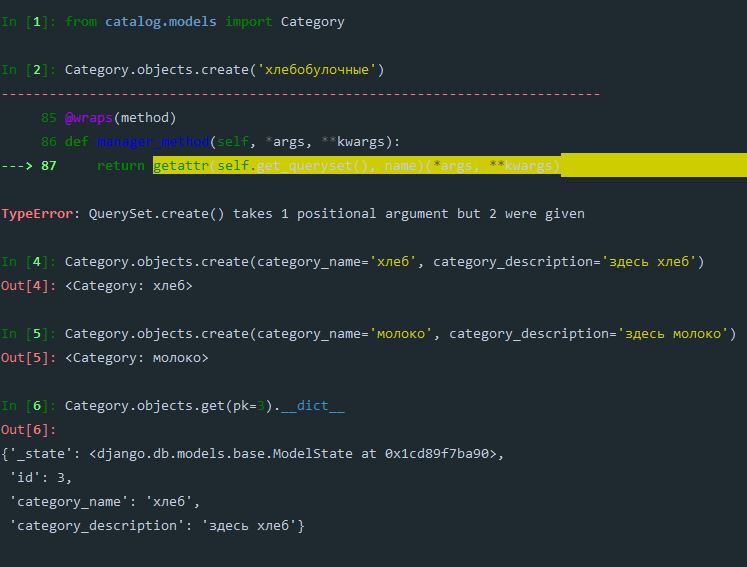 In [1]: from catalog.models import Category
In [2]: Category.objects.create('хлебобулочные')
---------------------------------------------------------------------------
85 @wraps(method)
86 def manager_method(self, *args, **kwargs):
---> 87 return getattr(self.get_queryset(), name)(*args, **kwargs)
TypeError: QuerySet.create() takes 1 positional argument but 2 were given
In [4]: Category.objects.create(category_name='хлеб', category_description='здесь хлеб')
Out[4]: <Category: хлеб>
In [5]: Category.objects.create(category_name='молоко', category_description='здесь молоко')
Out[5]: <Category: молоко>
In [6]: Category.objects.get(pk=3).__dict__
Out[6]:
{'_state': <django.db.models.base.ModelState at 0x1cd89f7ba90>,
'id': 3,
'category_name': 'хлеб',
'category_description': 'здесь хлеб'}